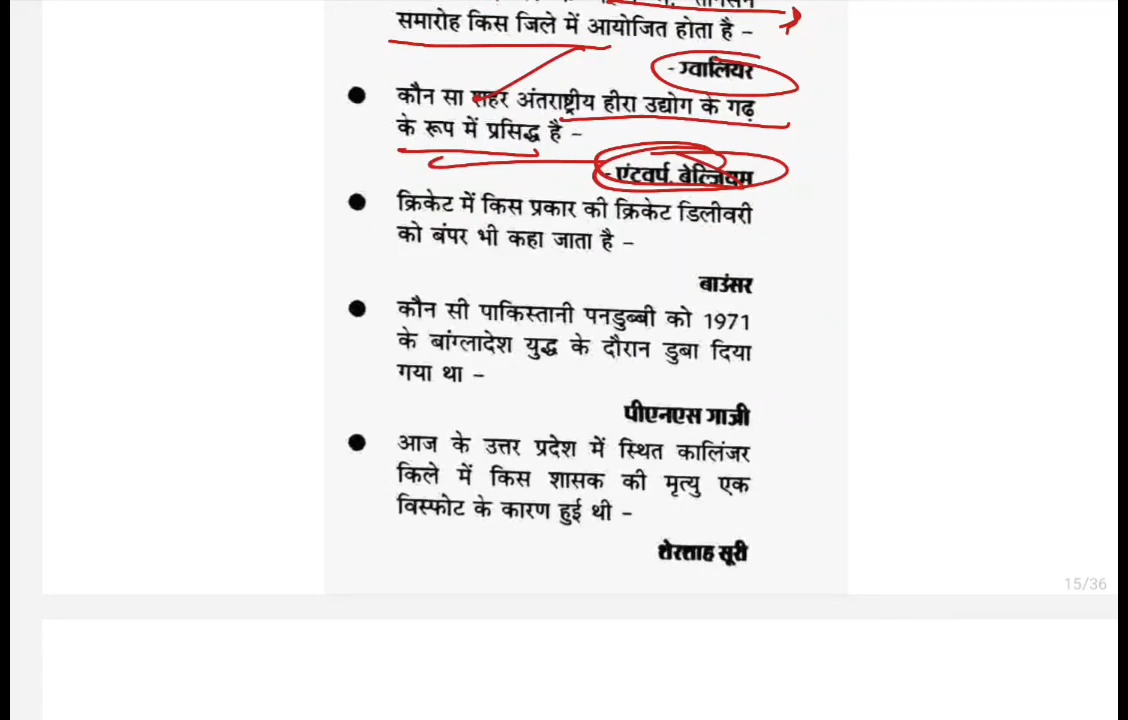 समारोह किस जिले में आयोजित होता है –
- ग्वालियर
● कौन सा शहर अंतराष्ट्रीय हीरा उद्योग के गढ़
के रूप में प्रसिद्ध है –
- एंटवर्प, बेल्जियम
● क्रिकेट में किस प्रकार की क्रिकेट डिलीवरी
को बंपर भी कहा जाता है –
बाउंसर
● कौन सी पाकिस्तानी पनडुब्बी को 1971
के बांग्लादेश युद्ध के दौरान डुबा दिया
गया था –
पीएनएस गाजी
● आज के उत्तर प्रदेश में स्थित कालिंजर
किले में किस शासक की मृत्यु एक
विस्फोट के कारण हुई थी –
शेरशाह सूरी
15/36